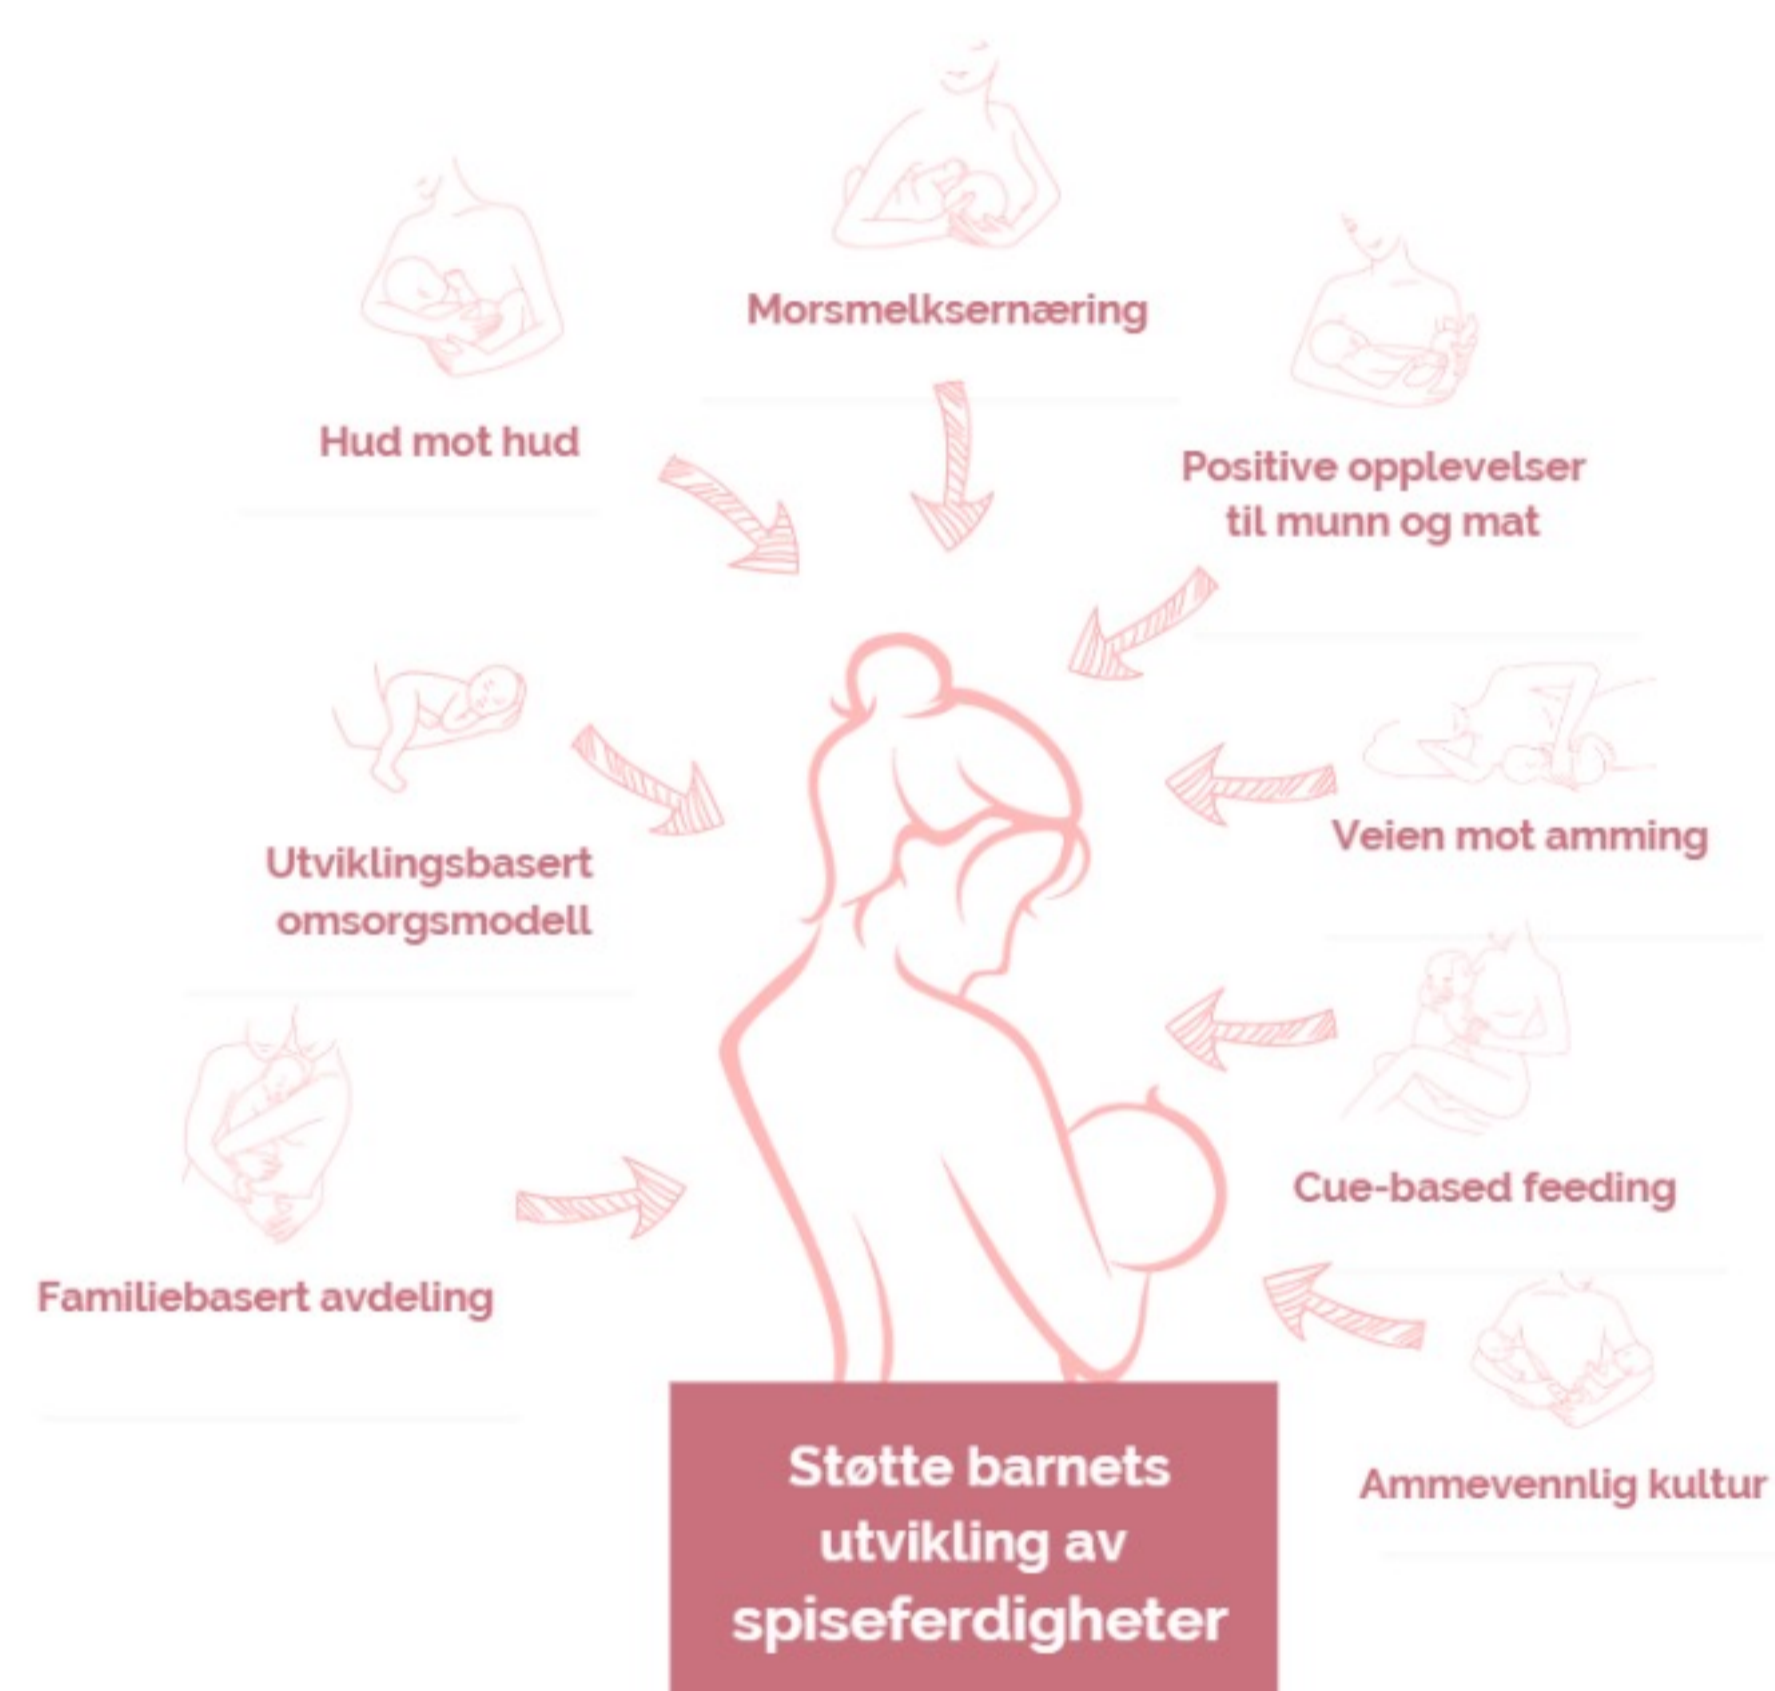 Morsmelksernæring
Hud mot hud
Positive opplevelser
til munn og mat
Utviklingsbasert
omsorgsmodell
Veien mot amming
Cue-based feeding
Familiebasert avdeling
Ammevennlig kultur
Støtte barnets
utvikling av
spiseferdigheter